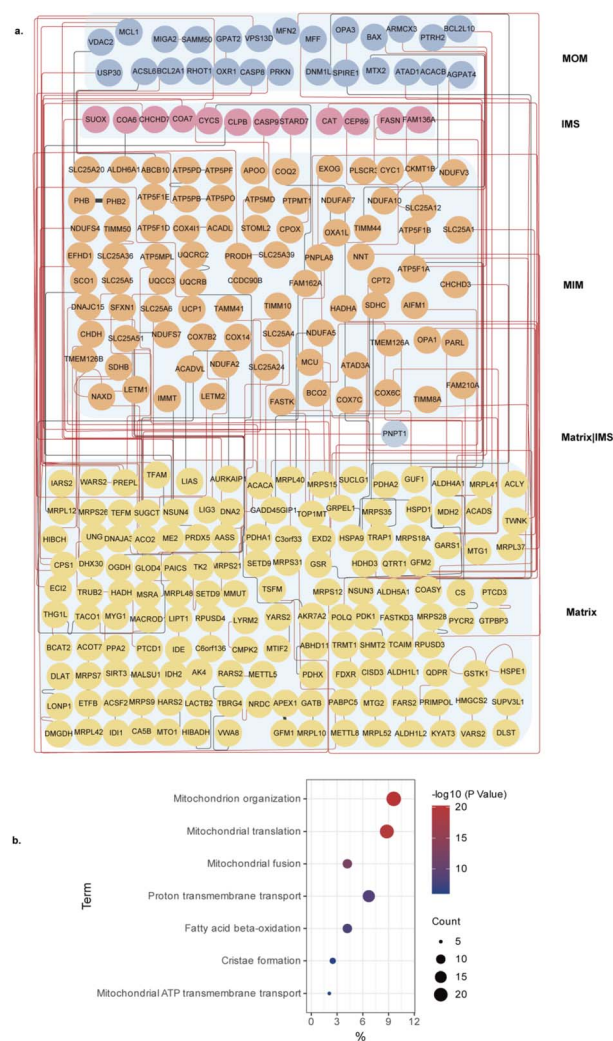 a.
MCL1 MFN2 OPA3 ARMCX3 BCL2L10
VDAC2 MIGA2 SAMM50 GPAT2 VPS13D MFF BAX PTRH2
MOM
USP30 ACSL6 BCL2A1 RHOT1 OXR1 CASP8 PRKN DNM1L SPIRE1 MTX2 ATAD1 ACACB AGPAT4
SUOX COA6 CHCHD7 COA7 CYCS CLPB CASP9 STARD7 CAT CEP89 FASN FAM136A
IMS
SLC25A20 ALDH6A1 ABCB10 ATP5PD ATP5PF APOO COQ2 EXOG CYC1 CKMT1B NDUFV3
PHB PHB2 ATP5F1E ATP5PB ATP5PO ATP5MD PTPMT1 NDUFAF7 NDUFA10 SLC25A12
NDUFS4 TIMM50 ATP5F1D COX4I1 ACADL STOML2 CPOX OXA1L TIMM44 ATP5F1B SLC25A1
EFHD1 SLC25A36 ATP5MPL UQCRC2 PRODH SLC25A39 PNPLA8 NNT ATP5F1A
SCO1 SLC25A5 UQCC3 UQCRB CCDC90B FAM162A CPT2 CHCHD3
MIM
DNAJC15 SFXN1 SLC25A6 UCP1 TAMM41 TIMM10 HADHA SDHC AIFM1
CHDH SLC25A51 NDUFS7 COX7B2 COX14 SLC25A4 NDUFA5 TMEM126A OPA1 PARL
TMEM126B SDHB ACADVL NDUFA2 SLC25A24 MCU ATAD3A FAM210A
NAXD LETM1 IMMT LETM2 FASTK BCO2 COX7C COX6C TIMM8A
PNPT1
Matrix|IMS
IARS2 WARS2 PREPL TFAM LIAS AURKAIP1 ACACA MRPL40 MRPS15 SUCLG1 PDHA2 GUF1 ALDH4A1 MRPL41 ACLY
MRPL12 MRPS26 TEFM SUGCT NSUN4 LIG3 DNA2 GADD45GIP1 TOP1MT GRPEL1 MRPS35 HSPD1 MDH2 ACADS TWNK
HIBCH UNG DNAJA3 ACO2 ME2 PRDX5 AASS PDHA1 C3orf33 EXD2 HSPA9 TRAP1 MRPS18A GARS1 MTG1 MRPL37
CPS1 DHX30 OGDH GLOD4 PAICS TK2 MRPS21 SETD9 MRPS31 GSR HDHD3 QTRT1 GFM2
ECI2 TRUB2 HADH MSRA MRPL48 SETD9 MMUT TSFM MRPS12 NSUN3 ALDH5A1 COASY CS PTCD3
Matrix
THG1L TACO1 MYG1 MACROD1 LIPT1 RPUSD4 LYRM2 YARS2 AKR7A2 POLQ PDK1 FASTKD3 MRPS28 PYCR2 GTPBP3
BCAT2 ACOT7 PPA2 PTCD1 IDE C6orf136 CMPK2 MTIF2 ABHD11 TRMT1 SHMT2 TCAIM RPUSD3
DLAT MRPS7 SIRT3 MALSU1 IDH2 AK4 RARS2 METTL5 PDHX FDXR CISD3 ALDH1L1 QDPR GSTK1 HSPE1
LONP1 ETFB ACSF2 MRPS9 HARS2 LACTB2 TBRG4 NRDC APEX1 GATB PABPC5 MTG2 FARS2 PRIMPOL HMGCS2 SUPV3L1
DMGDH MRPL42 IDI1 CA5B MTO1 HIBADH VWA8 GFM1 MRPL10 METTL8 MRPL52 ALDH1L2 KYAT3 VARS2 DLST
b.
Term
Mitochondrion organization
Mitochondrial translation
Mitochondrial fusion
Proton transmembrane transport
Fatty acid beta-oxidation
Cristae formation
Mitochondrial ATP transmembrane transport
0 3 6 9 12
%
-log10 (P Value)
20
15
10
Count
5
10
15
20